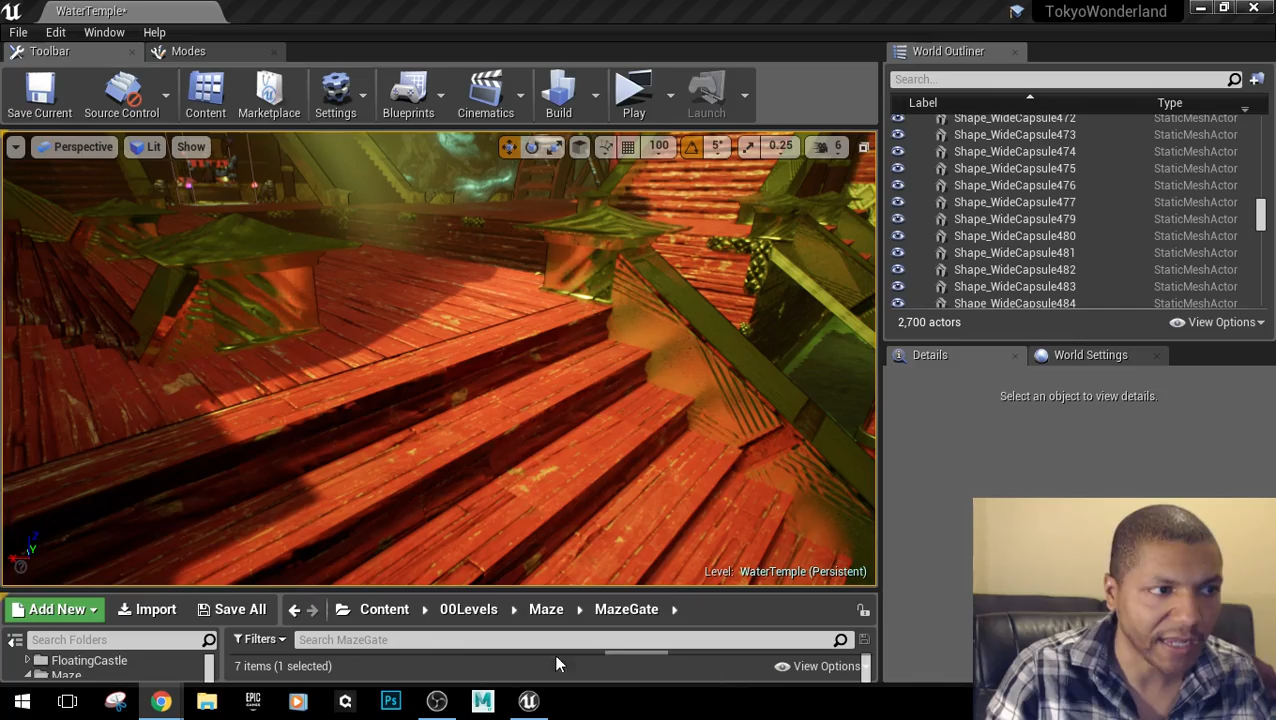 WaterTemple*
TokyoWonderland
File Edit Window Help
Toolbar Modes
World Outliner
Search...
Save Current Source Control Content Marketplace Settings Blueprints Cinematics Build Play Launch
Label Type
Perspective Lit Show 100 5° 0.25 6
Shape_WideCapsule472 StaticMeshActor
Shape_WideCapsule473 StaticMeshActor
Shape_WideCapsule474 StaticMeshActor
Shape_WideCapsule475 StaticMeshActor
Shape_WideCapsule476 StaticMeshActor
Shape_WideCapsule477 StaticMeshActor
Shape_WideCapsule479 StaticMeshActor
Shape_WideCapsule480 StaticMeshActor
Shape_WideCapsule481 StaticMeshActor
Shape_WideCapsule482 StaticMeshActor
Shape_WideCapsule483 StaticMeshActor
Shape_WideCapsule484 StaticMeshActor
2,700 actors View Options
Details World Settings
Select an object to view details.
Z
Y
X
Level: WaterTemple (Persistent)
Add New Import Save All Content 00Levels Maze MazeGate
Search Folders Filters Search MazeGate
FloatingCastle
Maze
7 items (1 selected) View Options
EPIC GAMES Ps M